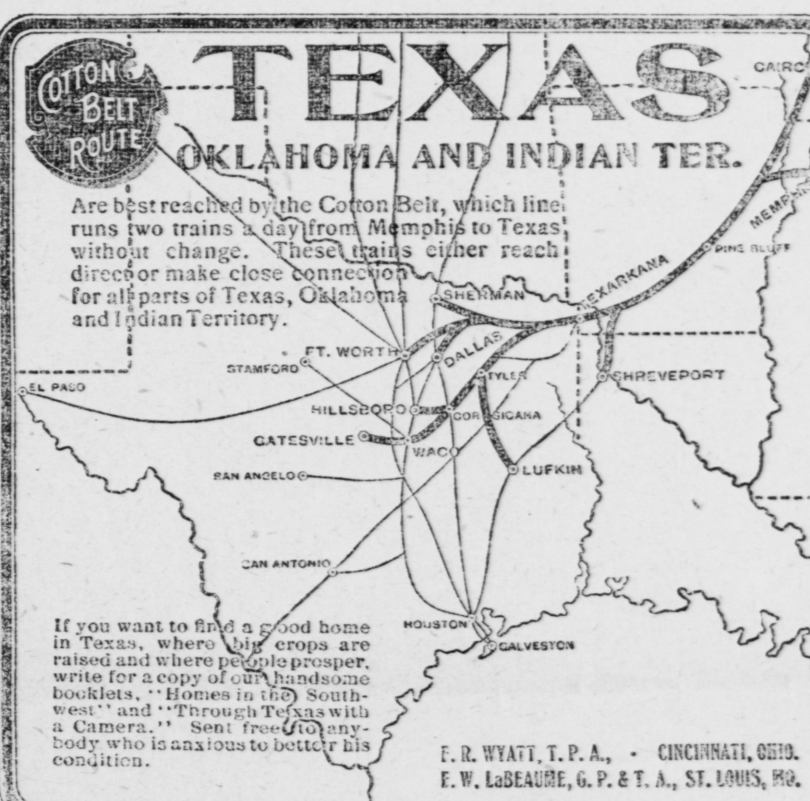 COTTON
BELT
ROUTE
TEXAS
OKLAHOMA AND INDIAN TER.
Are best reached by the Cotton Belt, which line
runs two trains a day from Memphis to Texas
without change. These trains either reach
direct or make close connection
for all parts of Texas, Oklahoma
and Indian Territory.
CAIRO
MEMPHIS
PINE BLUFF
TEXARKANA
SHERMAN
FT. WORTH
DALLAS
STAMFORD
TYLER
SHREVEPORT
EL PASO
HILLSBORO
CORSICANA
GATESVILLE
WACO
LUFKIN
SAN ANGELO
SAN ANTONIO
HOUSTON
GALVESTON
If you want to find a good home
in Texas, where big crops are
raised and where people prosper,
write for a copy of our handsome
booklets, "Homes in the South-
west" and "Through Texas with
a Camera." Sent free to any-
body who is anxious to better his
condition.
F. R. WYATT, T. P. A., - CINCINNATI, OHIO.
E. W. LaBEAUME, G. P. & T. A., ST. LOUIS, MO.